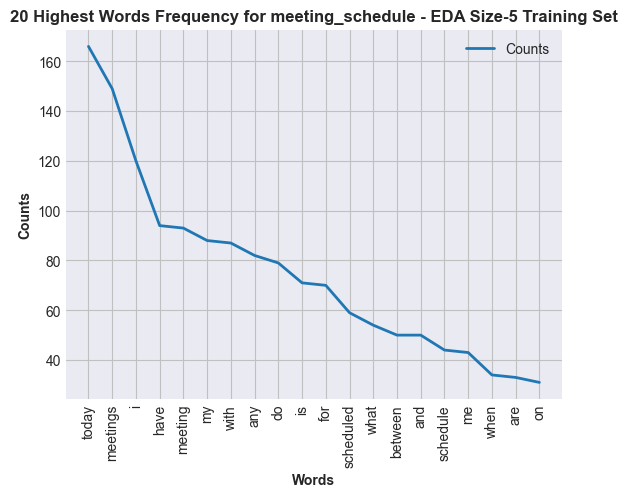 20 Highest Words Frequency for meeting_schedule - EDA Size-5 Training Set
Counts
160
140
120
100
80
60
40
Counts
today
meetings
i
have
meeting
my
with
any
do
is
for
scheduled
what
between
and
schedule
me
when
are
on
Words